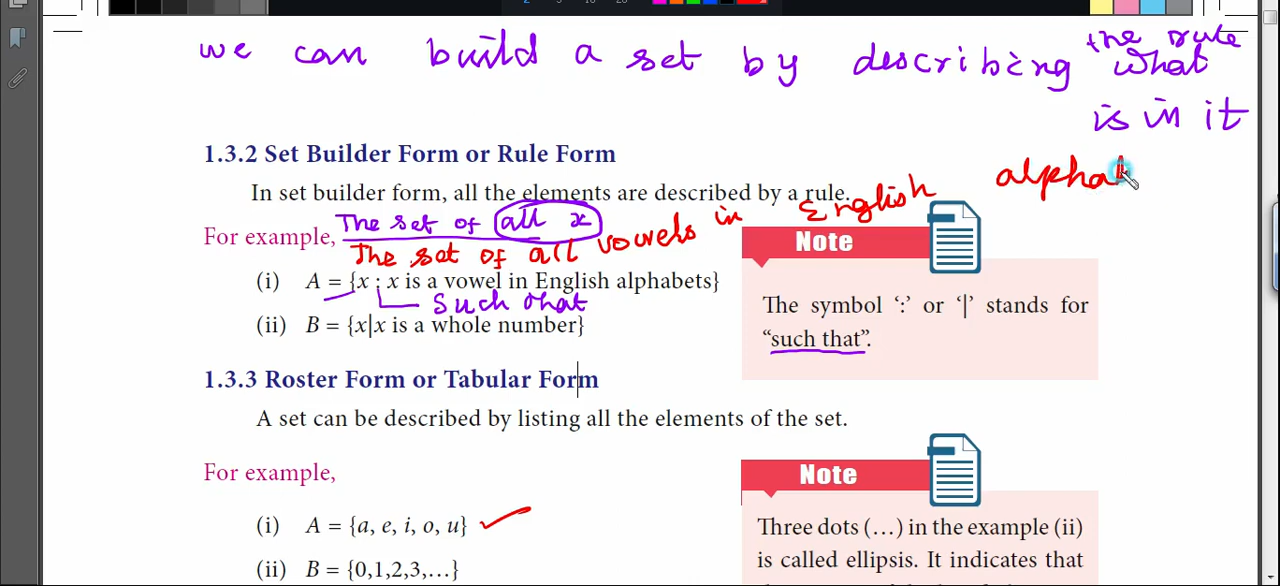 we can build a set by describing the rule what
is in it
1.3.2 Set Builder Form or Rule Form
In set builder form, all the elements are described by a rule.
The set of all x
For example,
The set of all vowels in English alphab
(i) A = {x : x is a vowel in English alphabets}
such that
(ii) B = {x|x is a whole number}
Note
The symbol ‘:’ or ‘|’ stands for
“such that”.
1.3.3 Roster Form or Tabular Form
A set can be described by listing all the elements of the set.
For example,
(i) A = {a, e, i, o, u}
(ii) B = {0,1,2,3,…}
Note
Three dots (…) in the example (ii)
is called ellipsis. It indicates that